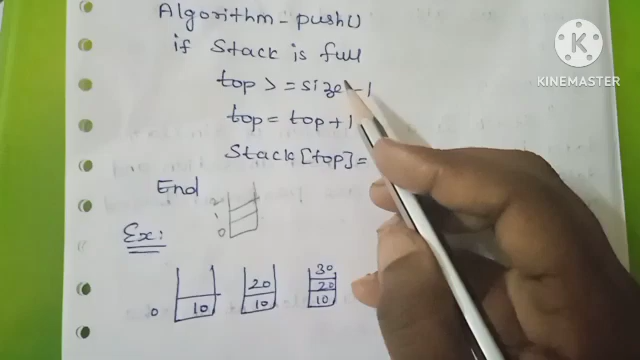 Algorithm - push()
if Stack is full
top >= size - 1
top = top + 1
Stack [top] =
End
2
1
0
Ex:
30
20 20
0 10 10 10
K
KINEMASTER